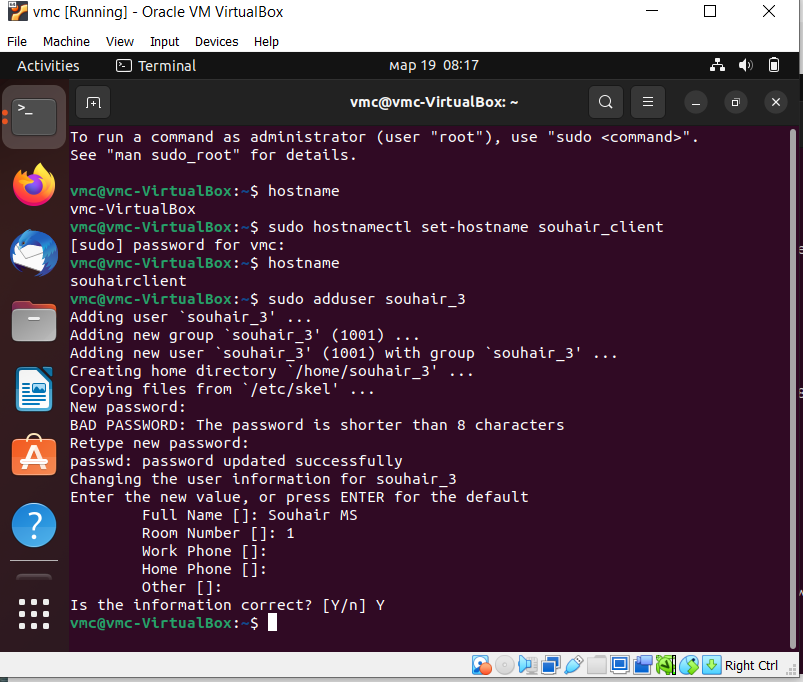 vmc [Running] - Oracle VM VirtualBox
File Machine View Input Devices Help
Activities Terminal мар 19 08:17
vmc@vmc-VirtualBox: ~
To run a command as administrator (user "root"), use "sudo <command>".
See "man sudo_root" for details.
vmc@vmc-VirtualBox:~$ hostname
vmc-VirtualBox
vmc@vmc-VirtualBox:~$ sudo hostnamectl set-hostname souhair_client
[sudo] password for vmc:
vmc@vmc-VirtualBox:~$ hostname
souhairclient
vmc@vmc-VirtualBox:~$ sudo adduser souhair_3
Adding user `souhair_3' ...
Adding new group `souhair_3' (1001) ...
Adding new user `souhair_3' (1001) with group `souhair_3' ...
Creating home directory `/home/souhair_3' ...
Copying files from `/etc/skel' ...
New password:
BAD PASSWORD: The password is shorter than 8 characters
Retype new password:
passwd: password updated successfully
Changing the user information for souhair_3
Enter the new value, or press ENTER for the default
Full Name []: Souhair MS
Room Number []: 1
Work Phone []:
Home Phone []:
Other []:
Is the information correct? [Y/n] Y
vmc@vmc-VirtualBox:~$
Right Ctrl